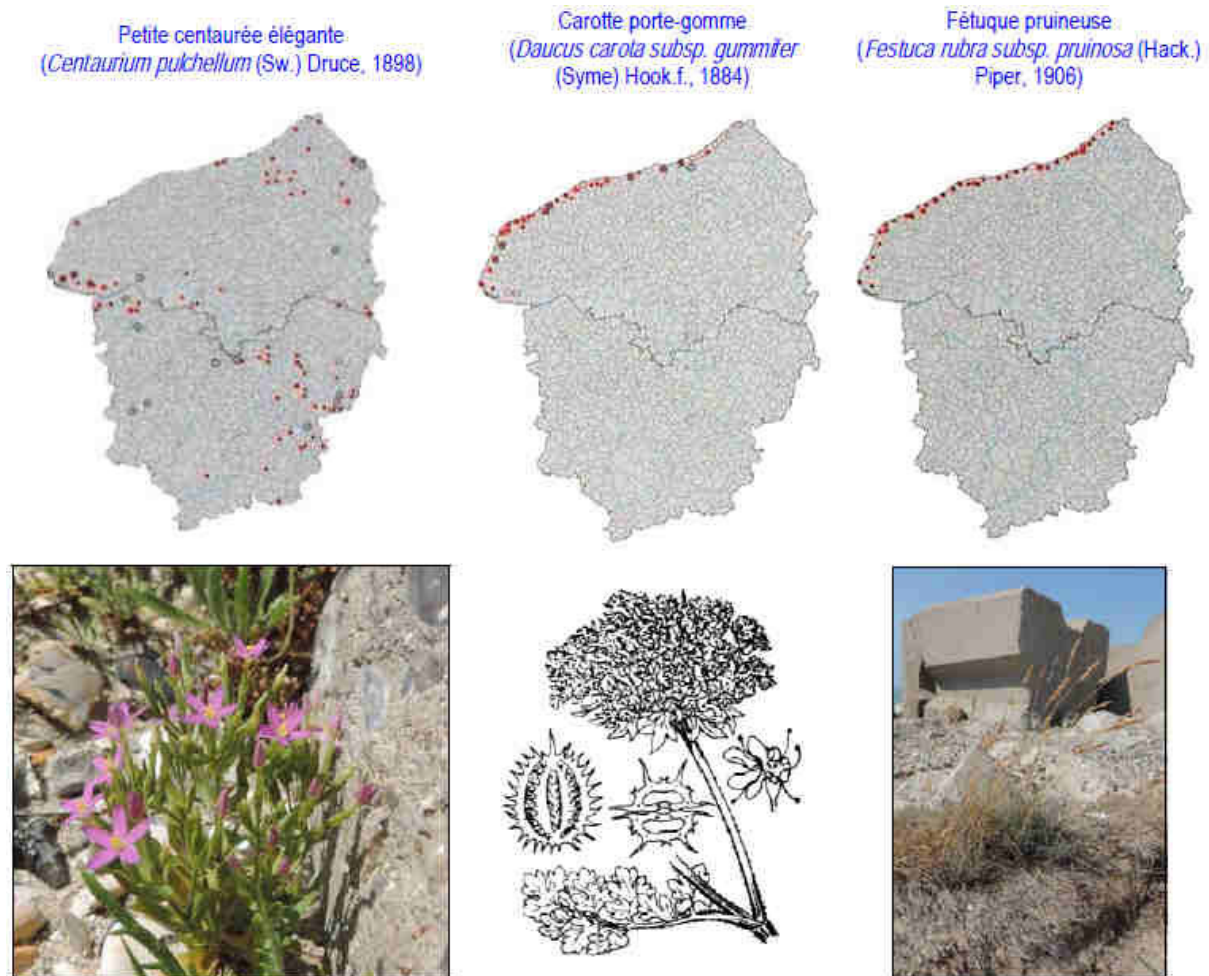 Petite centaurée élégante
(Centaurium pulchellum (Sw.) Druce, 1898)
Carotte porte-gomme
(Daucus carota subsp. gummifer
(Syme) Hook.f., 1884)
Fétuque pruineuse
(Festuca rubra subsp. pruinosa (Hack.)
Piper, 1906)